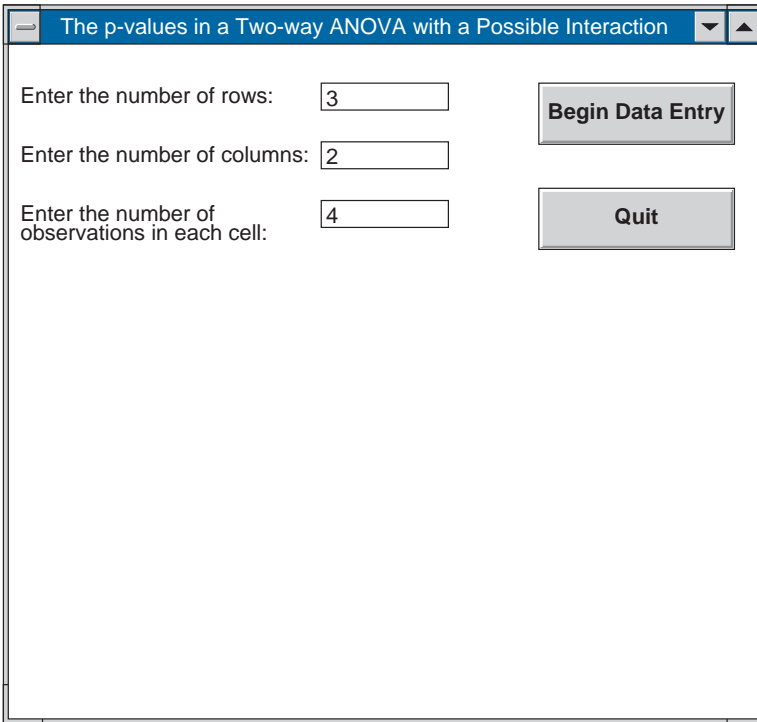 The p-values in a Two-way ANOVA with a Possible Interaction
Enter the number of rows: 3
Begin Data Entry
Enter the number of columns: 2
Enter the number of
observations in each cell: 4
Quit